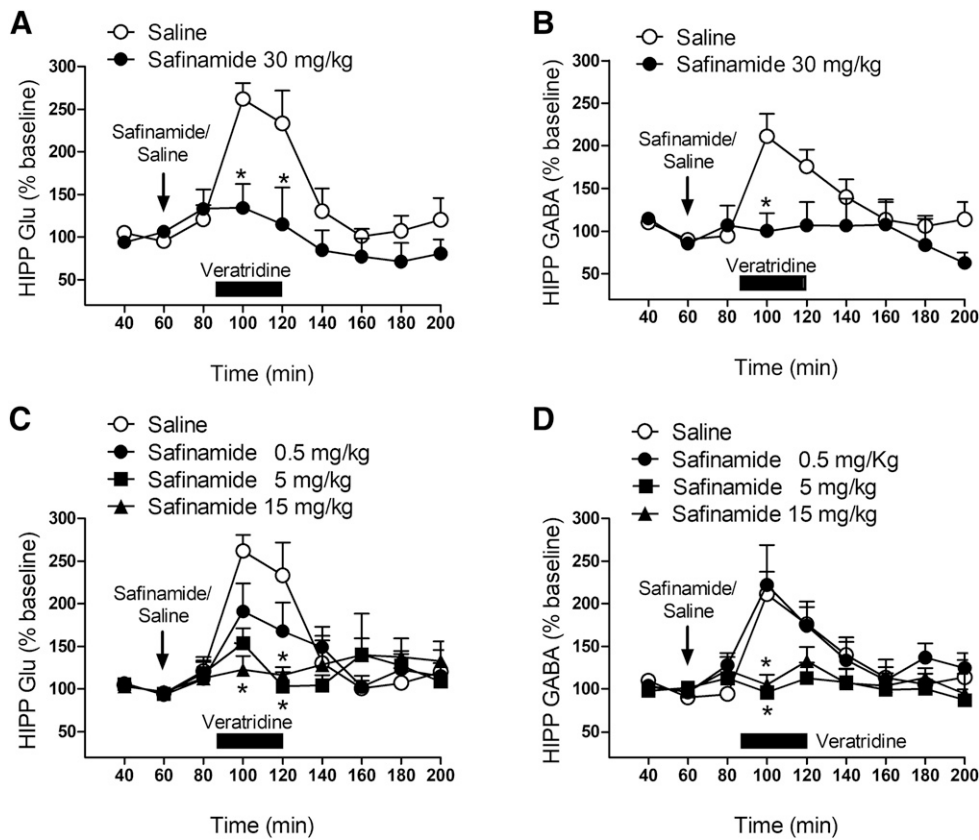 A
Saline
Safinamide 30 mg/kg
HIPP Glu (% baseline)
300
250
200
150
100
50
Safinamide/
Saline
*
*
Veratridine
40 60 80 100 120 140 160 180 200
Time (min)
B
Saline
Safinamide 30 mg/kg
HIPP GABA (% baseline)
300
250
200
150
100
50
Safinamide/
Saline
*
Veratridine
40 60 80 100 120 140 160 180 200
Time (min)
C
Saline
Safinamide 0.5 mg/kg
Safinamide 5 mg/kg
Safinamide 15 mg/kg
HIPP Glu (% baseline)
300
250
200
150
100
50
Safinamide/
Saline
*
*
*
Veratridine
40 60 80 100 120 140 160 180 200
Time (min)
D
Saline
Safinamide 0.5 mg/Kg
Safinamide 5 mg/kg
Safinamide 15 mg/kg
HIPP GABA (% baseline)
300
250
200
150
100
50
Safinamide/
Saline
*
*
Veratridine
40 60 80 100 120 140 160 180 200
Time (min)